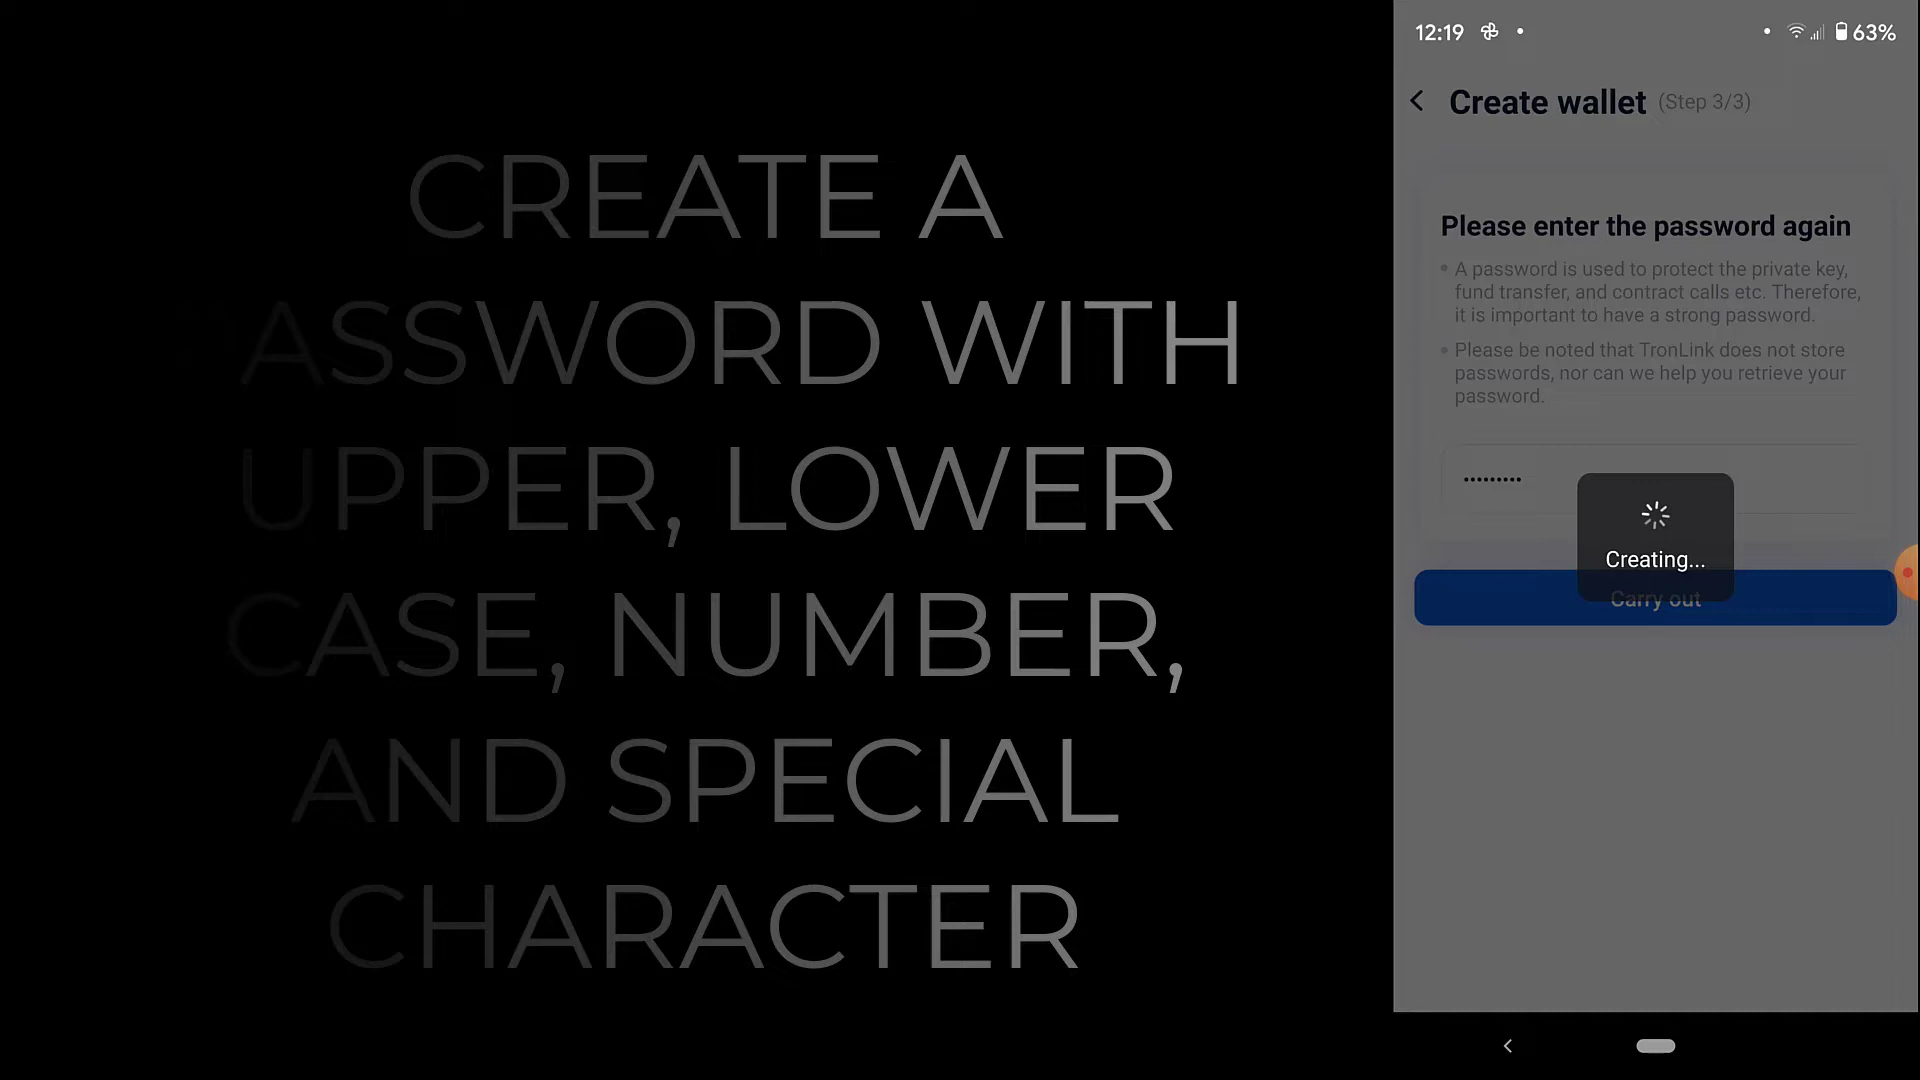 CREATE A
PASSWORD WITH
UPPER, LOWER
CASE, NUMBER,
AND SPECIAL
CHARACTER
12:19
63%
Create wallet (Step 3/3)
Please enter the password again
• A password is used to protect the private key,
fund transfer, and contract calls etc. Therefore,
it is important to have a strong password.
• Please be noted that TronLink does not store
passwords, nor can we help you retrieve your
password.
•••••••••
Creating...
Carry out